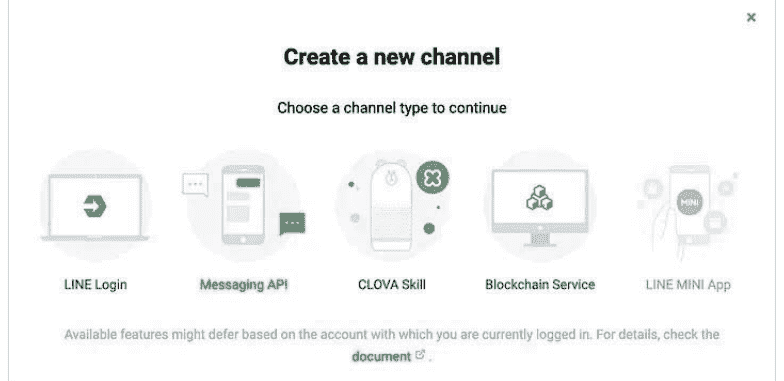 Create a new channel
Choose a channel type to continue
MINI
LINE Login
Messaging API
CLOVA Skill
Blockchain Service
LINE MINI App
Available features might defer based on the account with which you are currently logged in. For details, check the
document .